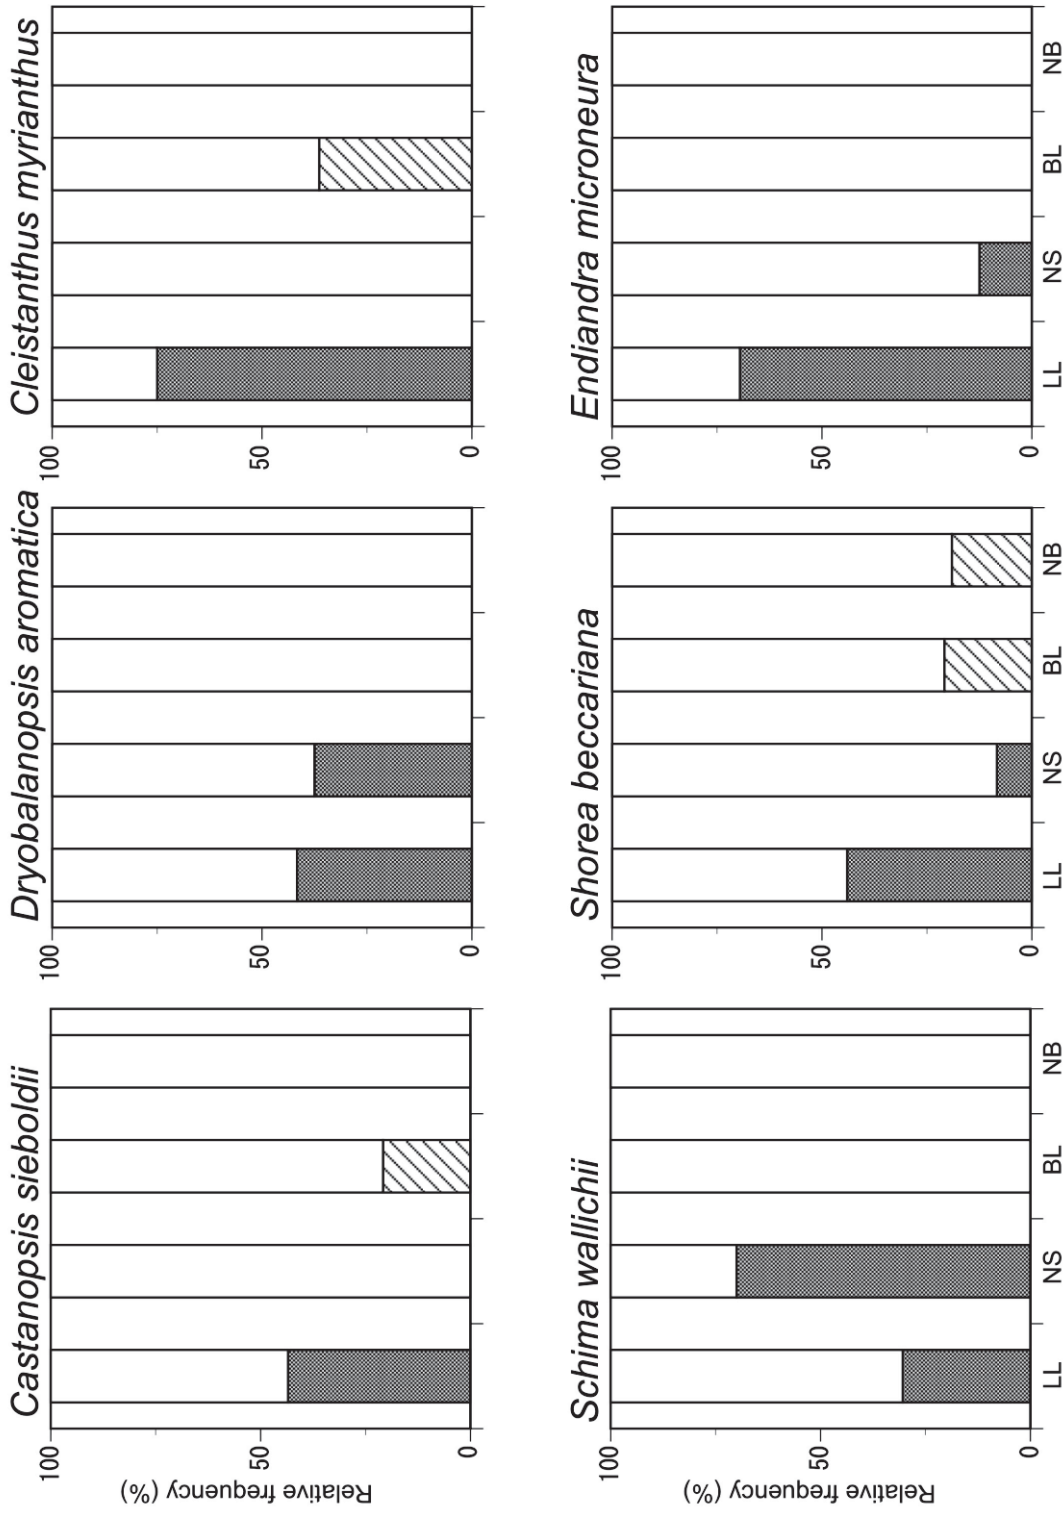 Castanopsis sieboldii
Dryobalanopsis aromatica
Cleistanthus myrianthus
Relative frequency (%)
100
50
0
100
50
0
100
50
0
Schima wallichii
Shorea beccariana
Endiandra microneura
Relative frequency (%)
100
50
0
100
50
0
100
50
0
LL NS BL NB
LL NS BL NB
LL NS BL NB